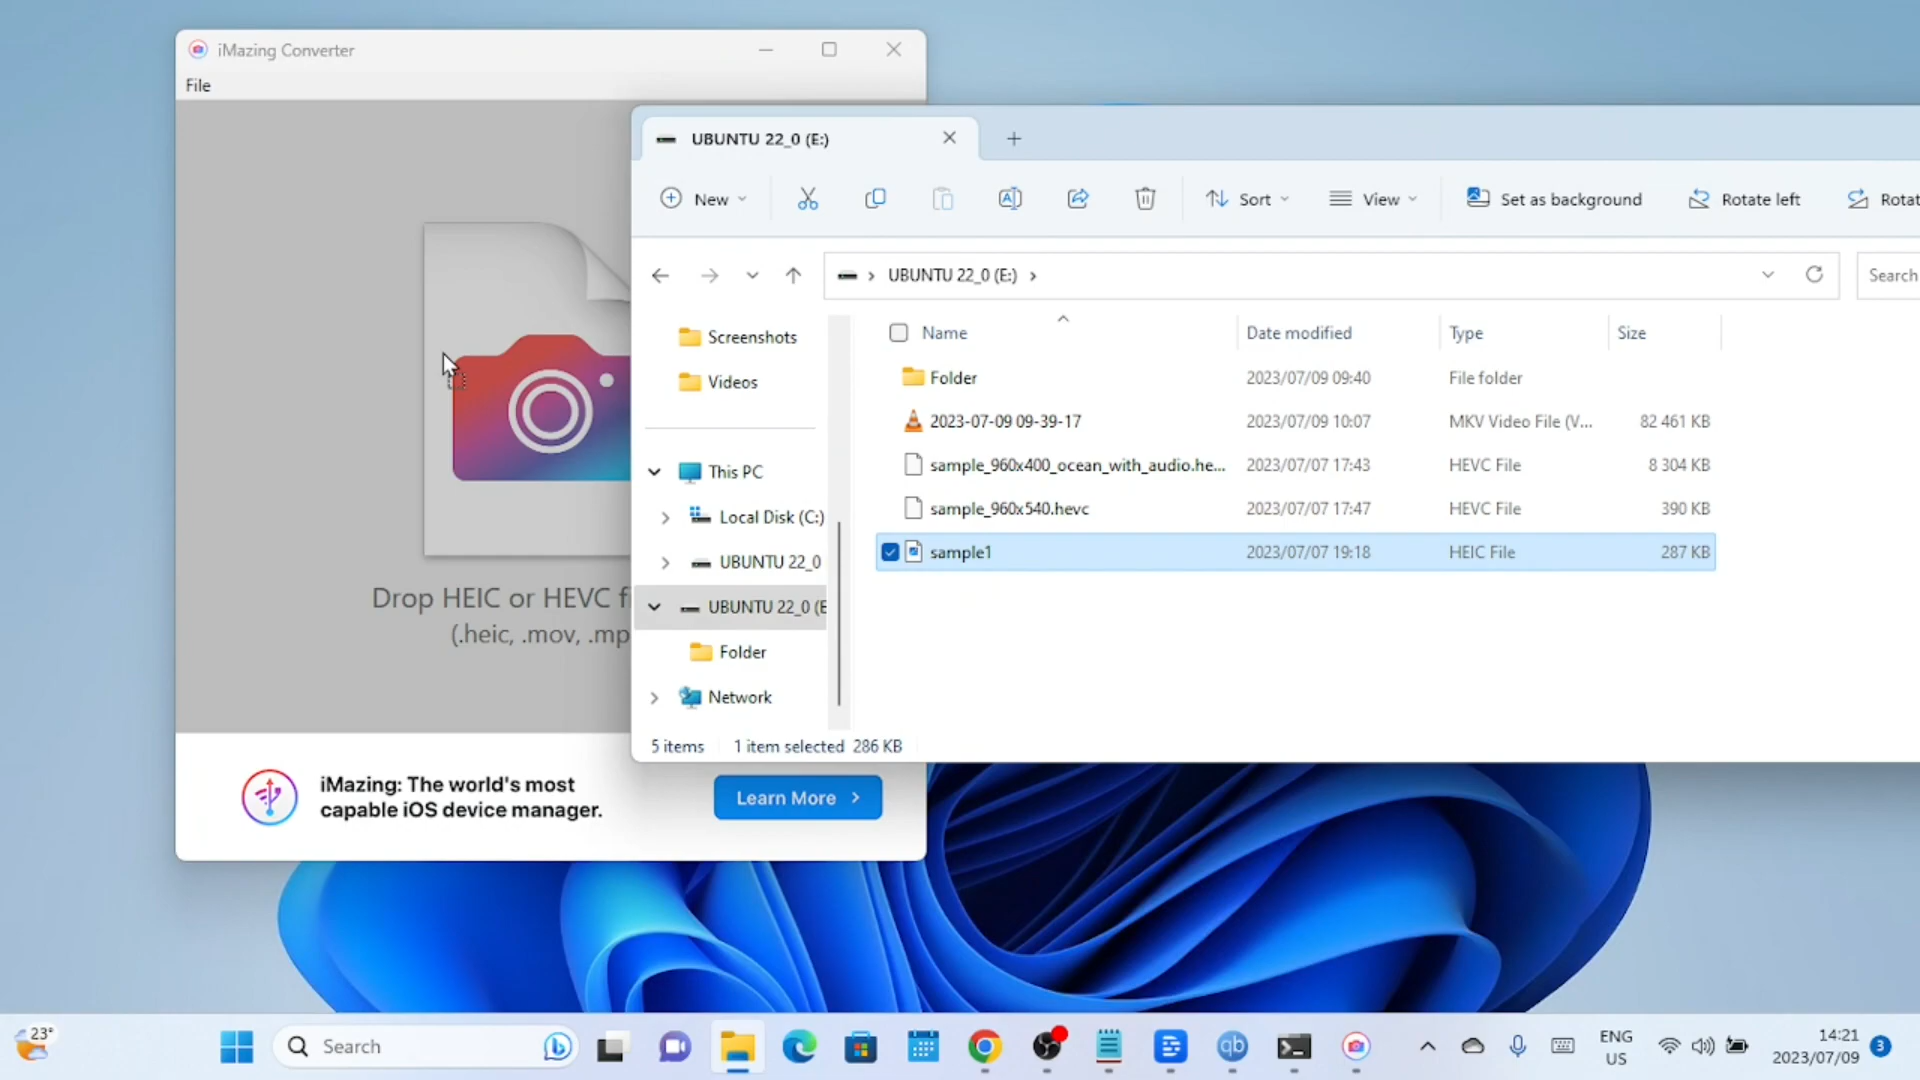 iMazing Converter
File
Drop HEIC or HEVC fi
(.heic, .mov, .mp
iMazing: The world's most
capable iOS device manager.
Learn More
UBUNTU 22_0 (E:)
New
Sort
View
Set as background
Rotate left
Rotat
UBUNTU 22_0 (E:)
Search
Screenshots
Videos
This PC
Local Disk (C:)
UBUNTU 22_0
UBUNTU 22_0 (E
Folder
Network
Name Date modified Type Size
Folder 2023/07/09 09:40 File folder
2023-07-09 09-39-17 2023/07/09 10:07 MKV Video File (V... 82 461 KB
sample_960x400_ocean_with_audio.he... 2023/07/07 17:43 HEVC File 8 304 KB
sample_960x540.hevc 2023/07/07 17:47 HEVC File 390 KB
sample1 2023/07/07 19:18 HEIC File 287 KB
5 items 1 item selected 286 KB
23°
Search
qb
ENG
US
14:21
2023/07/09
3